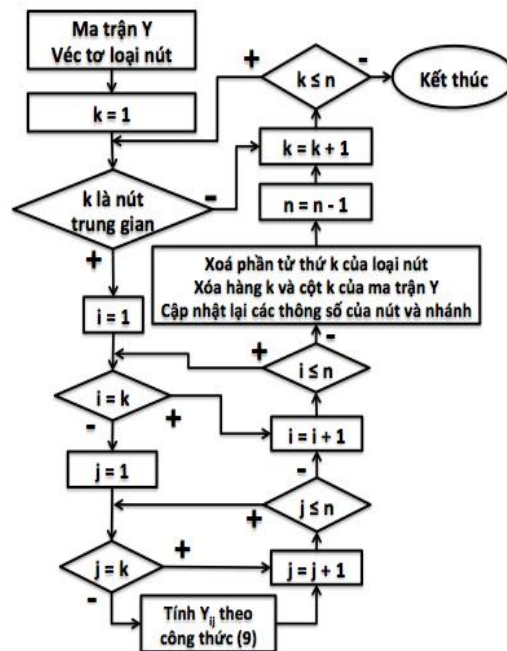 Ma trận Y
Véc tơ loại nút
k = 1
k là nút
trung gian
+
-
i = 1
i = k
+
-
j = 1
j = k
+
-
Tính Yij theo
công thức (9)
j = j + 1
j ≤ n
+
-
i = i + 1
i ≤ n
+
-
Xoá phần tử thứ k của loại nút
Xóa hàng k và cột k của ma trận Y
Cập nhật lại các thông số của nút và nhánh
n = n - 1
k = k + 1
k ≤ n
+
-
Kết thúc